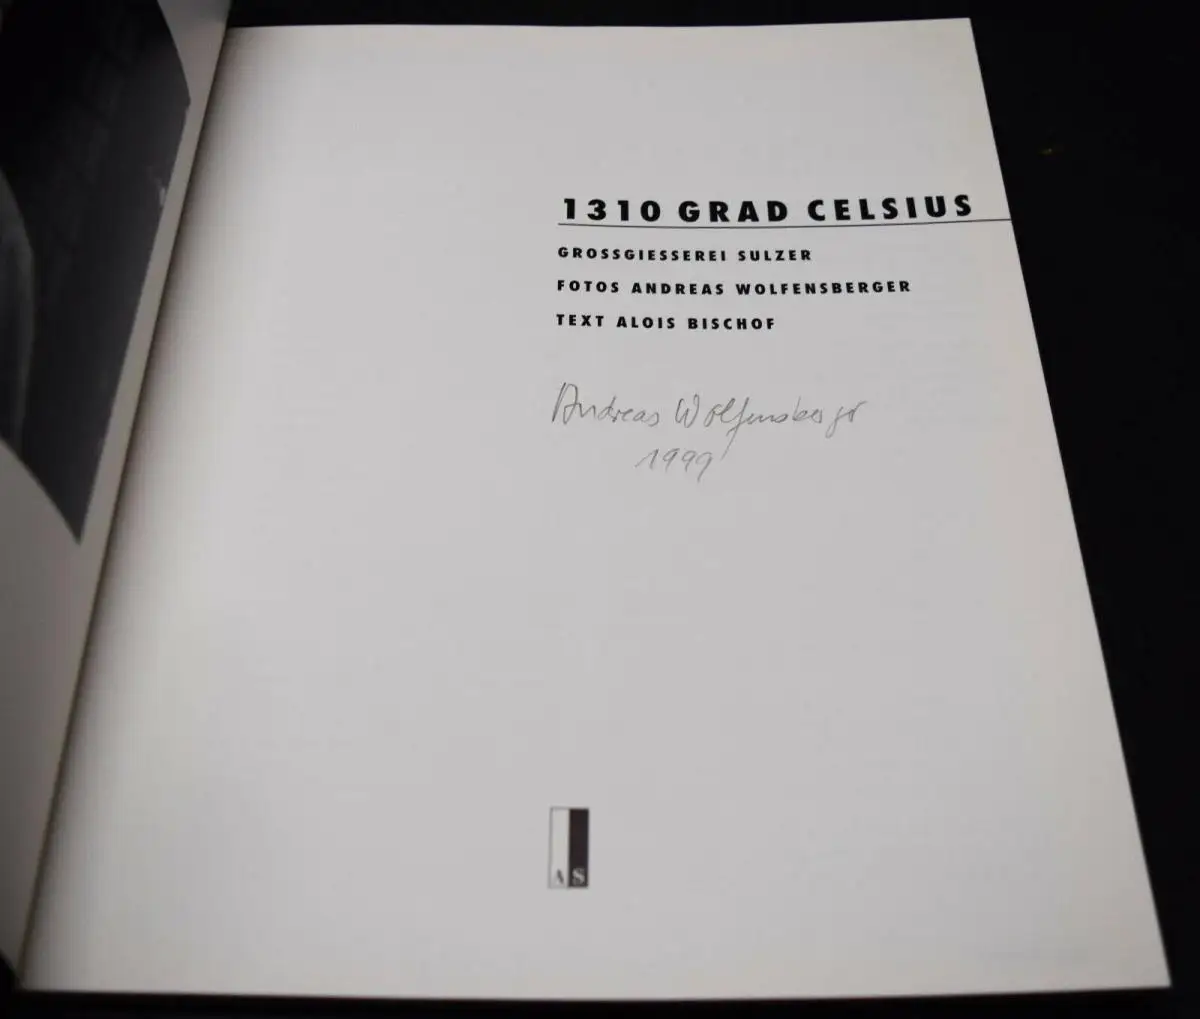 1310 GRAD CELSIUS
GROSSGIESSEREI SULZER
FOTOS ANDREAS WOLFENSBERGER
TEXT ALOIS BISCHOF
Andreas Wolfensberger
1999
AS